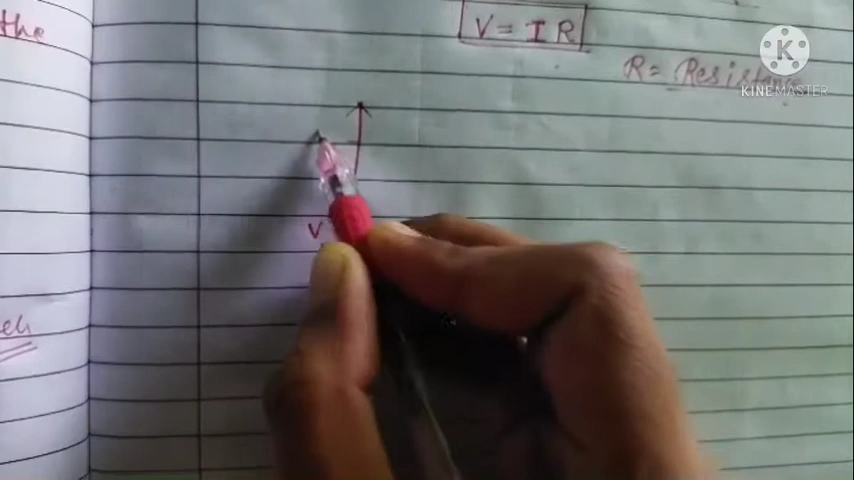 the
V = I R
R = Resistance
K
KINEMASTER
V